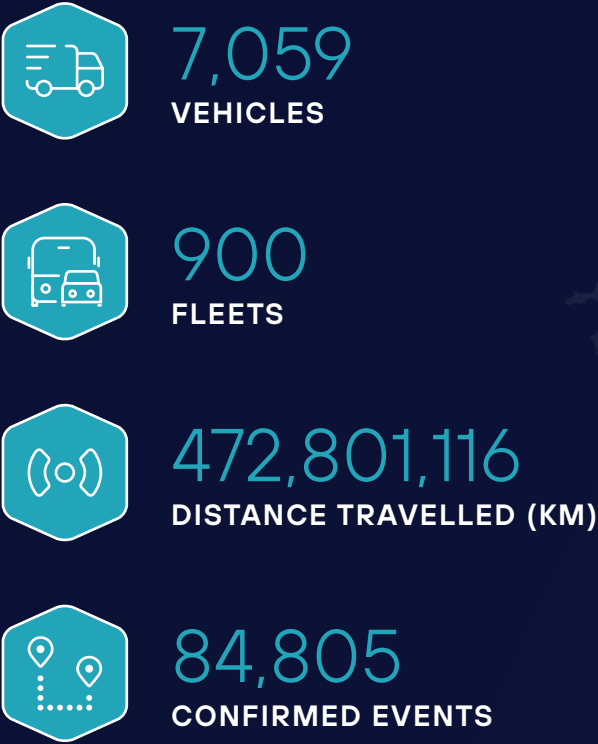 7,059
VEHICLES
900
FLEETS
472,801,116
DISTANCE TRAVELLED (KM)
84,805
CONFIRMED EVENTS